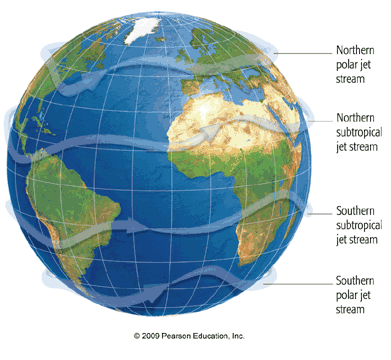 Northern
polar jet
stream
Northern
subtropical
jet stream
Southern
subtropical
jet stream
Southern
polar jet
stream
© 2009 Pearson Education, Inc.